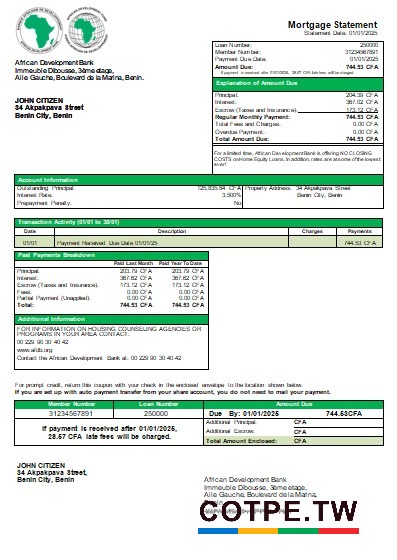 Mortgage Statement
Statement Date: 01/01/2025
African Development Bank
Immeuble Dibousse, 3ème étage,
Aile Gauche, Boulevard de la Marina, Benin.
JOHN CITIZEN
34 Akpakpava Street
Benin City, Benin
Loan Number: 250000
Member Number: 31234567891
Payment Due Date: 01/01/2025
Amount Due: 744.53 CFA
If payment is received after 01/01/2025, 28.57 CFA late fees will be charged.
Explanation of Amount Due
Principal: 204.39 CFA
Interest: 367.02 CFA
Escrow (Taxes and Insurance): 173.12 CFA
Regular Monthly Payment: 744.53 CFA
Total Fees and Charges: 0.00 CFA
Overdue Payment: 0.00 CFA
Total Amount Due: 744.53 CFA
For a limited time, African Development Bank is offering NO CLOSING
COSTS on Home Equity Loans. In addition, rates are at some of the lowest
ever!
Account Information
Outstanding Principal: 125,835.84 CFA Property Address: 34 Akpakpava Street
Interest Rate: 3.500% Benin City, Benin
Prepayment Penalty: No
Transaction Activity (01/01 to 30/01)
Date Description Charges Payments
01/01 Payment Received Due Date 01/01/25 744.53 CFA
Past Payments Breakdown
Paid Last Month Paid Year To Date
Principal: 203.79 CFA 203.79 CFA
Interest: 367.62 CFA 367.62 CFA
Escrow (Taxes and Insurance): 173.12 CFA 173.12 CFA
Fees: 0.00 CFA 0.00 CFA
Partial Payment (Unapplied): 0.00 CFA 0.00 CFA
Total: 744.53 CFA 744.53 CFA
Additional Information
FOR INFORMATION ON HOUSING COUNSELING AGENCIES OR
PROGRAMS IN YOUR AREA CONTACT:
00 229 90 30 40 42
www.afdb.org
Contact the African Development Bank at: 00 229 90 30 40 42
For prompt credit, return this coupon with your check in the enclosed envelope to the location shown below.
If you are set up with auto payment transfer from your share account, you do not need to mail your payment.
Member Number Loan Number Amount Due
31234567891 250000 Due By: 01/01/2025 744.53CFA
If payment is received after 01/01/2025,
28.57 CFA late fees will be charged.
Additional Principal: CFA
Additional Escrow: CFA
Total Amount Enclosed: CFA
JOHN CITIZEN
34 Akpakpava Street,
Benin City, Benin
African Development Bank
Immeuble Dibousse, 3ème étage,
Aile Gauche, Boulevard de la Marina,
COTPE.TW